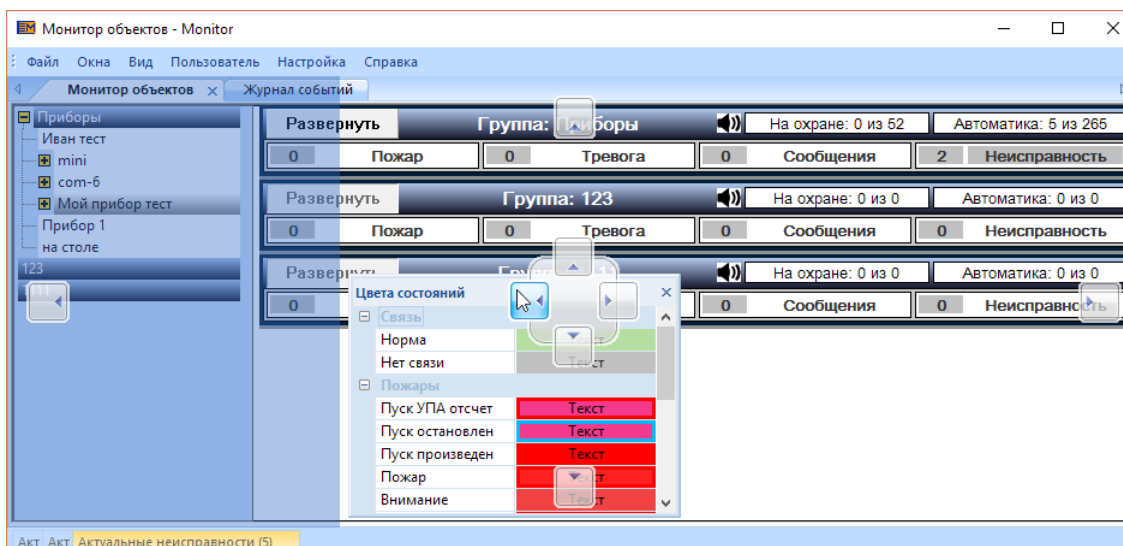 Монитор объектов - Monitor
Файл Окна Вид Пользователь Настройка Справка
Монитор объектов Журнал событий
Приборы
Иван тест
mini
com-6
Мой прибор тест
Прибор 1
на столе
123
Развернуть Группа: Приборы На охране: 0 из 52 Автоматика: 5 из 265
0 Пожар 0 Тревога 0 Сообщения 2 Неисправность
Развернуть Группа: 123 На охране: 0 из 0 Автоматика: 0 из 0
0 Пожар 0 Тревога 0 Сообщения 0 Неисправность
Развернуть На охране: 0 из 0 Автоматика: 0 из 0
0 0 Сообщения 0 Неисправность
Цвета состояний
Связь
Норма Текст
Нет связи Текст
Пожары
Пуск УПА отсчет Текст
Пуск остановлен Текст
Пуск произведен Текст
Пожар Текст
Внимание Текст
Акт Акт Актуальные неисправности (5)